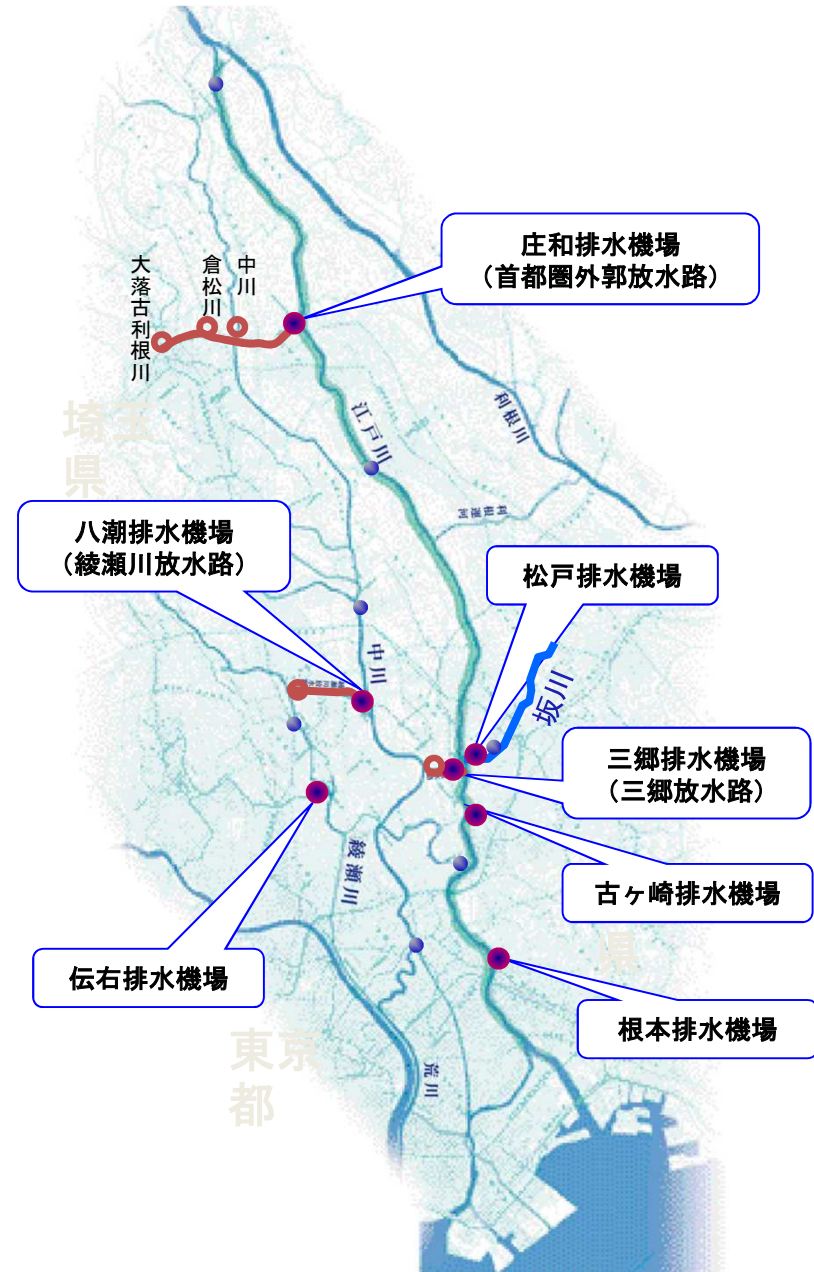 庄和排水機場
（首都圏外郭放水路）
大落古利根川
倉松川
中川
江戸川
利根川
埼玉
県
利根運河
八潮排水機場
（綾瀬川放水路）
松戸排水機場
中川
坂川
三郷排水機場
（三郷放水路）
綾瀬川
古ヶ崎排水機場
県
伝右排水機場
根本排水機場
東京
都
荒川